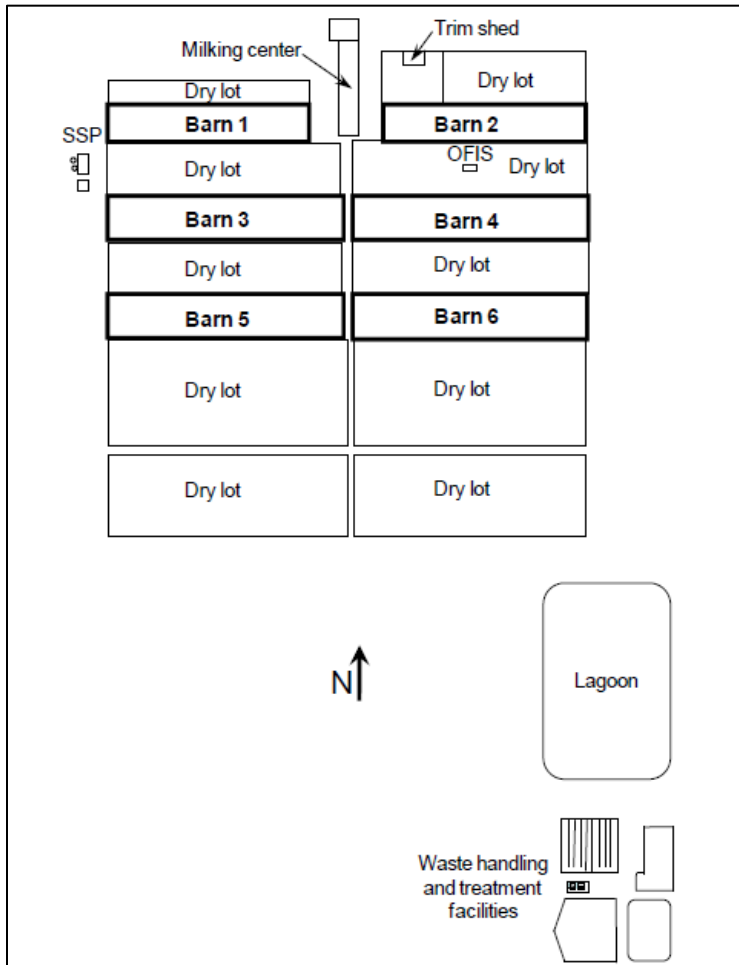 Trim shed
Milking center
Dry lot
Dry lot
Barn 1
Barn 2
SSP
OFIS
Dry lot
Dry lot
Barn 3
Barn 4
Dry lot
Dry lot
Barn 5
Barn 6
Dry lot
Dry lot
Dry lot
Dry lot
N
Lagoon
Waste handling
and treatment
facilities